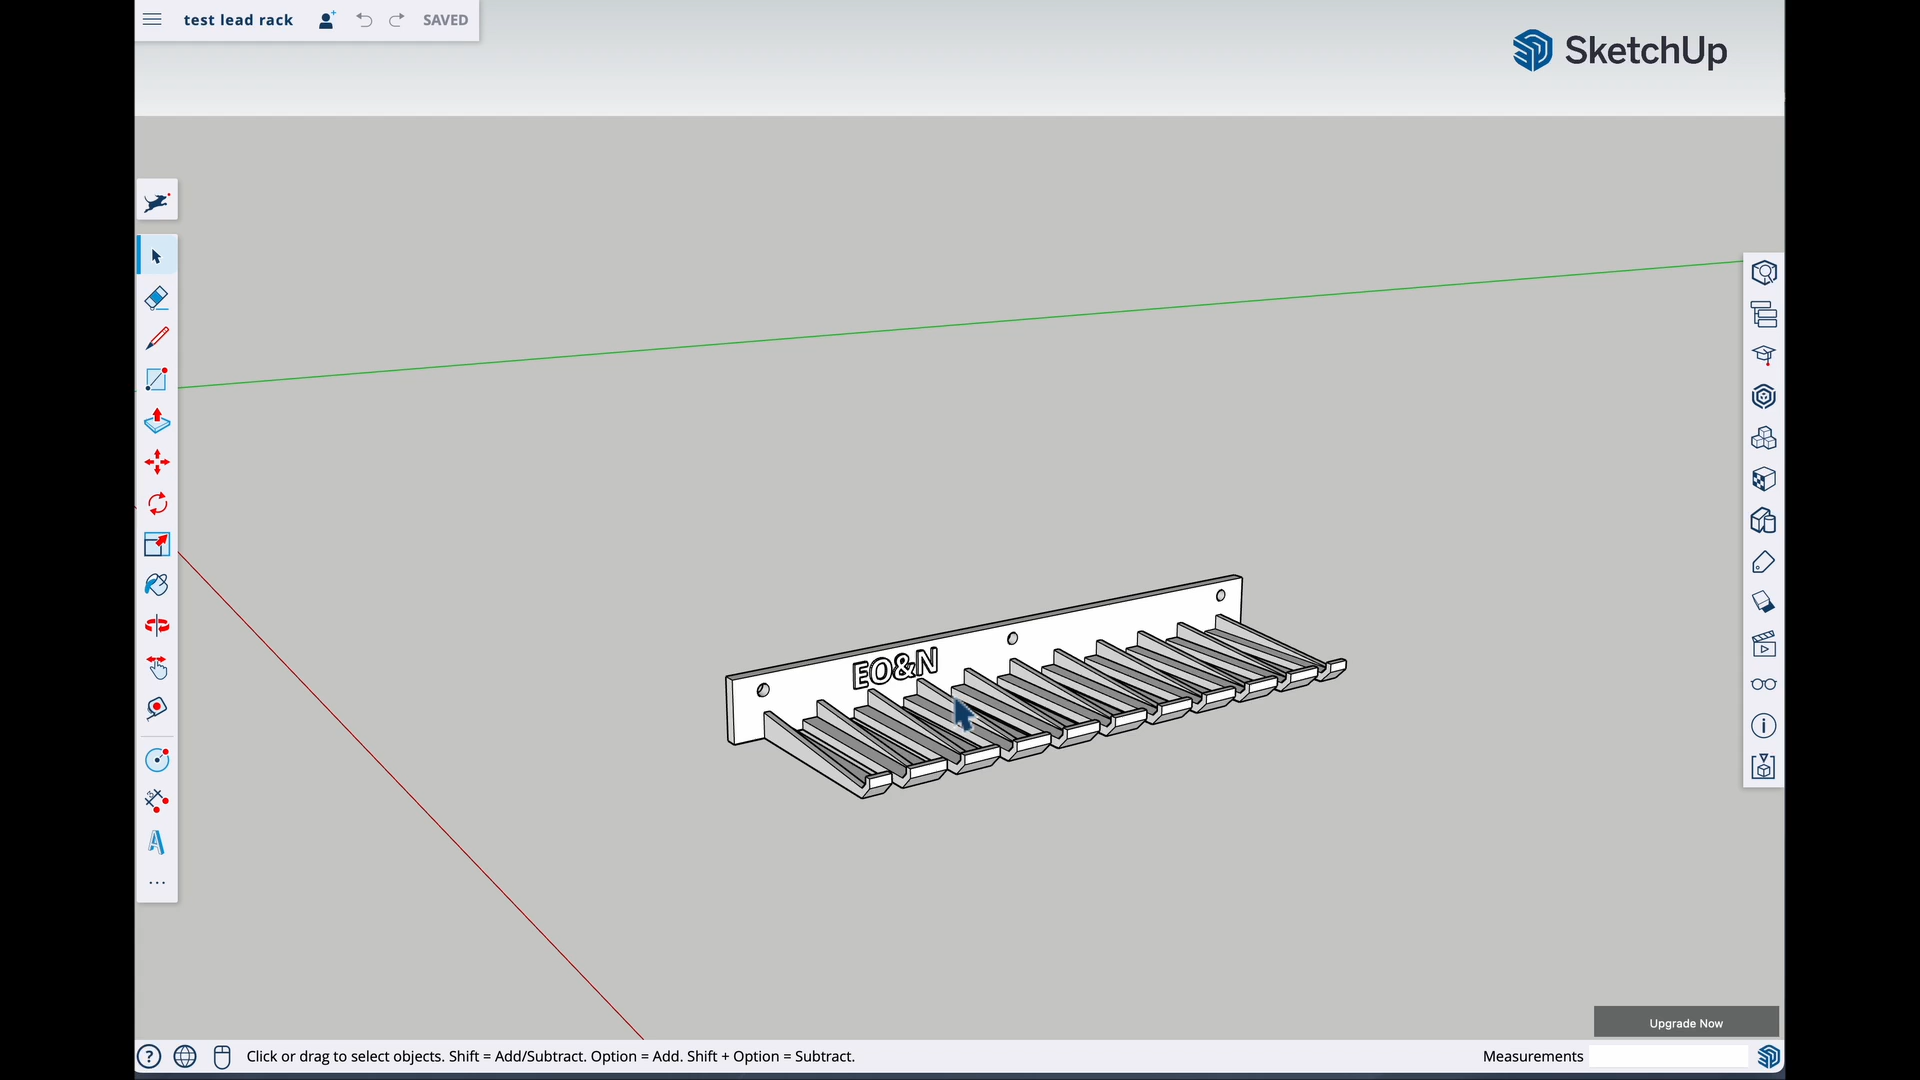 test lead rack
SAVED
SketchUp
EO&N
Upgrade Now
Click or drag to select objects. Shift = Add/Subtract. Option = Add. Shift + Option = Subtract.
Measurements